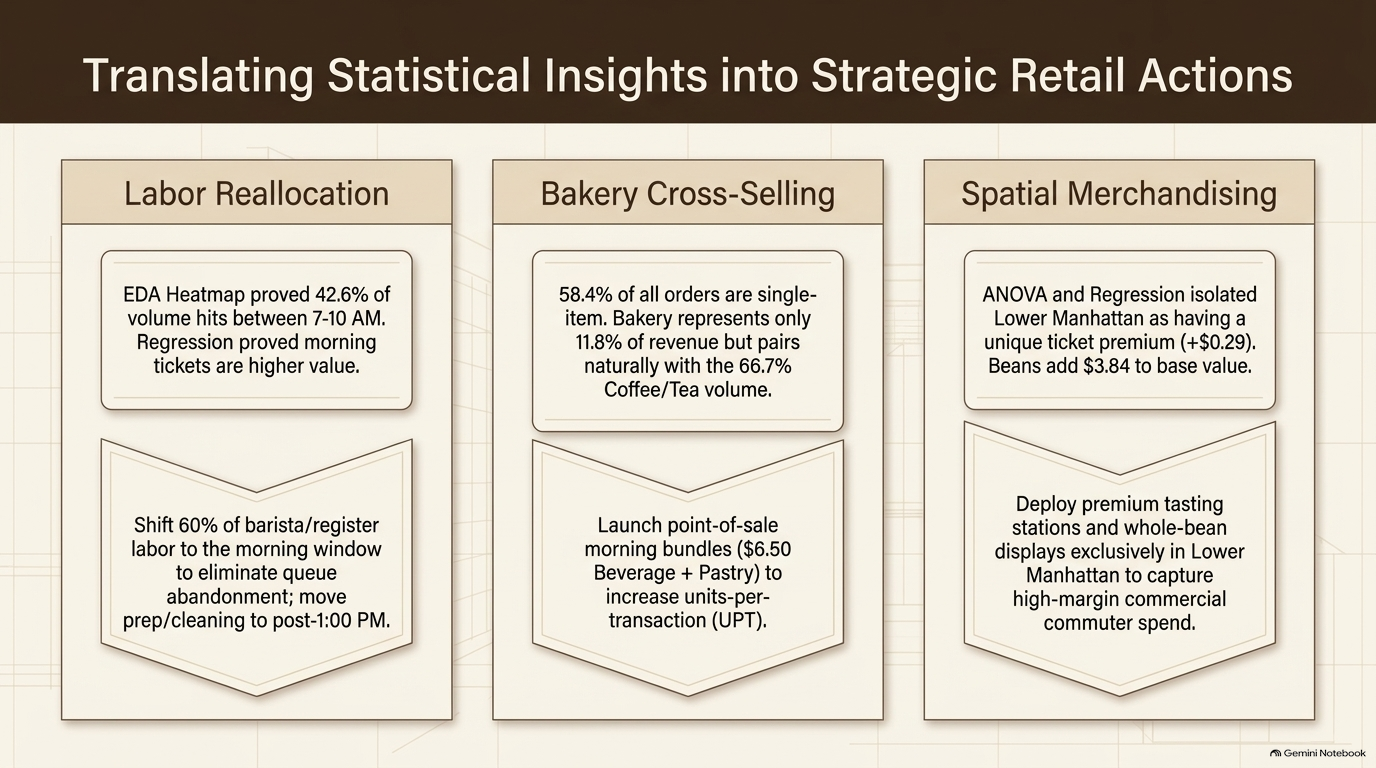 Translating Statistical Insights into Strategic Retail Actions
Labor Reallocation
EDA Heatmap proved 42.6% of
volume hits between 7-10 AM.
Regression proved morning
tickets are higher value.
Shift 60% of barista/register
labor to the morning window
to eliminate queue
abandonment; move
prep/cleaning to post-1:00 PM.
Bakery Cross-Selling
58.4% of all orders are single-
item. Bakery represents only
11.8% of revenue but pairs
naturally with the 66.7%
Coffee/Tea volume.
Launch point-of-sale
morning bundles ($6.50
Beverage + Pastry) to
increase units-per-
transaction (UPT).
Spatial Merchandising
ANOVA and Regression isolated
Lower Manhattan as having a
unique ticket premium (+$0.29).
Beans add $3.84 to base value.
Deploy premium tasting
stations and whole-bean
displays exclusively in Lower
Manhattan to capture
high-margin commercial
commuter spend.
Gemini Notebook